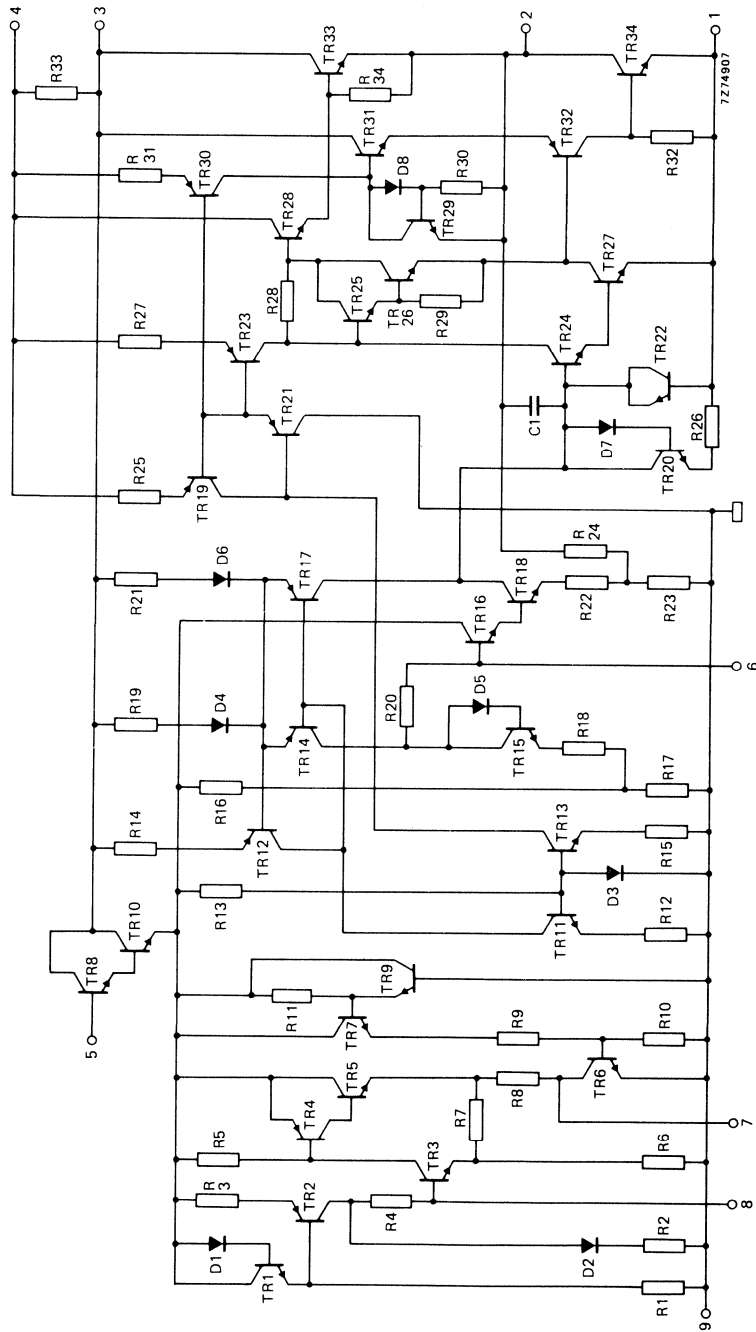 4
3
2
1
R33
TR33
R
34
TR34
7Z74907
R
31
TR30
TR31
TR32
R32
D8
R30
TR29
TR28
R27
TR23
R28
TR25
TR
26
R29
TR27
TR24
TR22
R25
TR19
TR21
C1
D7
TR20
R26
R21
D6
TR17
R
24
TR18
R22
R23
TR16
R19
D4
TR14
R20
D5
TR15
R18
6
R14
R16
TR12
R17
R13
TR13
R15
D3
TR11
R12
TR8
TR10
5
R11
TR9
TR7
R9
R10
TR4
TR5
R8
TR6
7
R5
R7
TR3
R6
R
3
TR2
R4
8
D1
TR1
D2
R2
R1
9